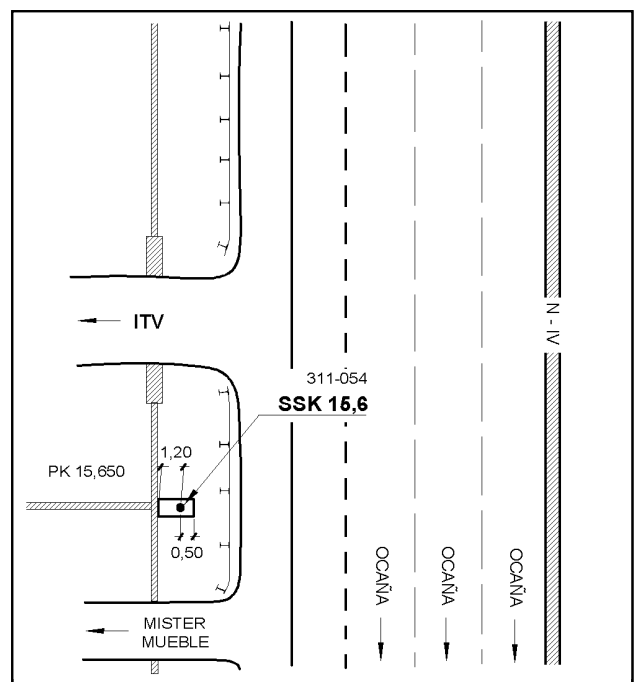 ITV
N - IV
311-054
SSK 15,6
1,20
PK 15,650
0,50
OCAÑA
OCAÑA
OCAÑA
MISTER
MUEBLE